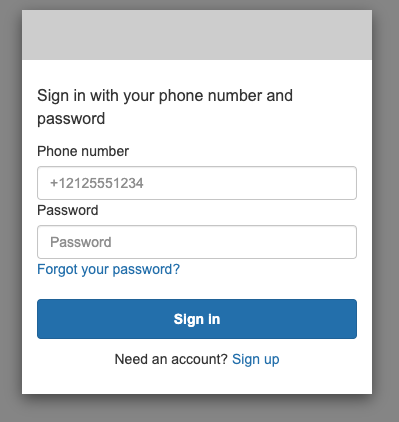 Sign in with your phone number and
password
Phone number
+12125551234
Password
Password
Forgot your password?
Sign in
Need an account? Sign up